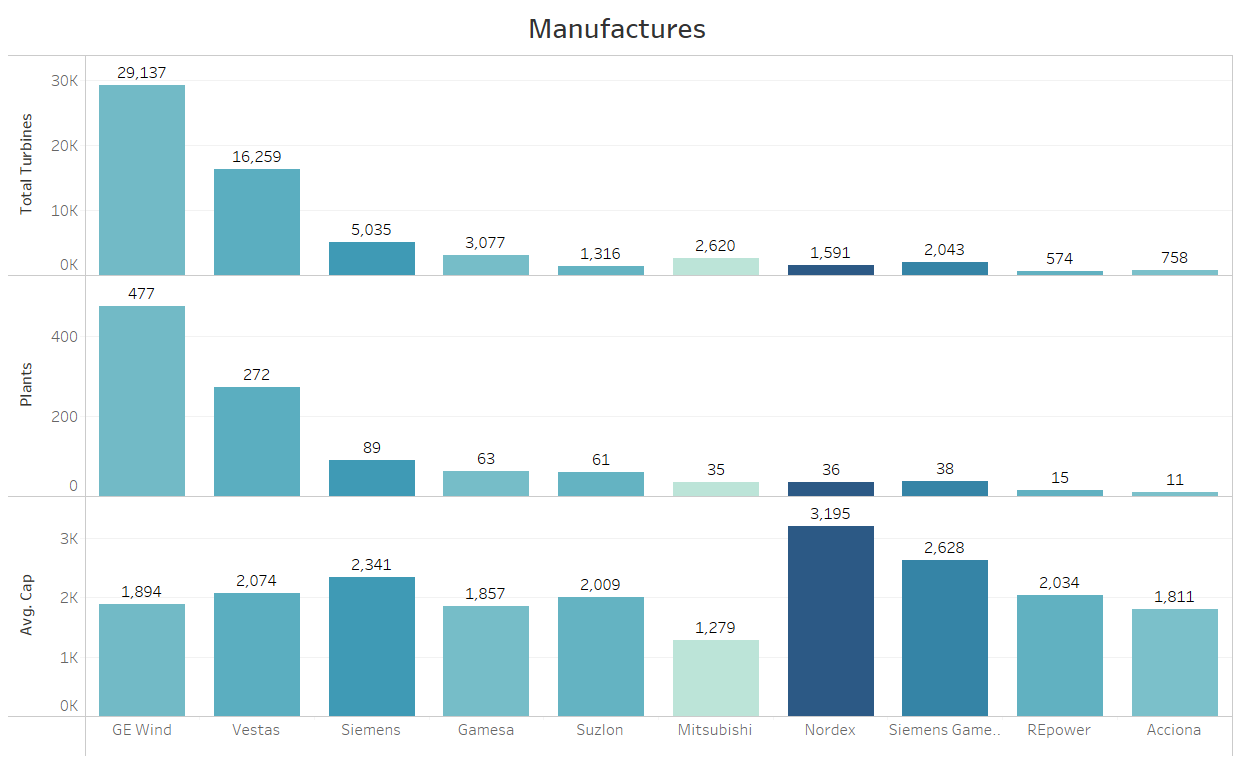 Manufactures
Total Turbines
30K
20K
10K
0K
29,137
16,259
5,035
3,077
1,316
2,620
1,591
2,043
574
758
Plants
400
200
0
477
272
89
63
61
35
36
38
15
11
Avg. Cap
3K
2K
1K
0K
1,894
2,074
2,341
1,857
2,009
1,279
3,195
2,628
2,034
1,811
GE Wind
Vestas
Siemens
Gamesa
Suzlon
Mitsubishi
Nordex
Siemens Game..
REpower
Acciona